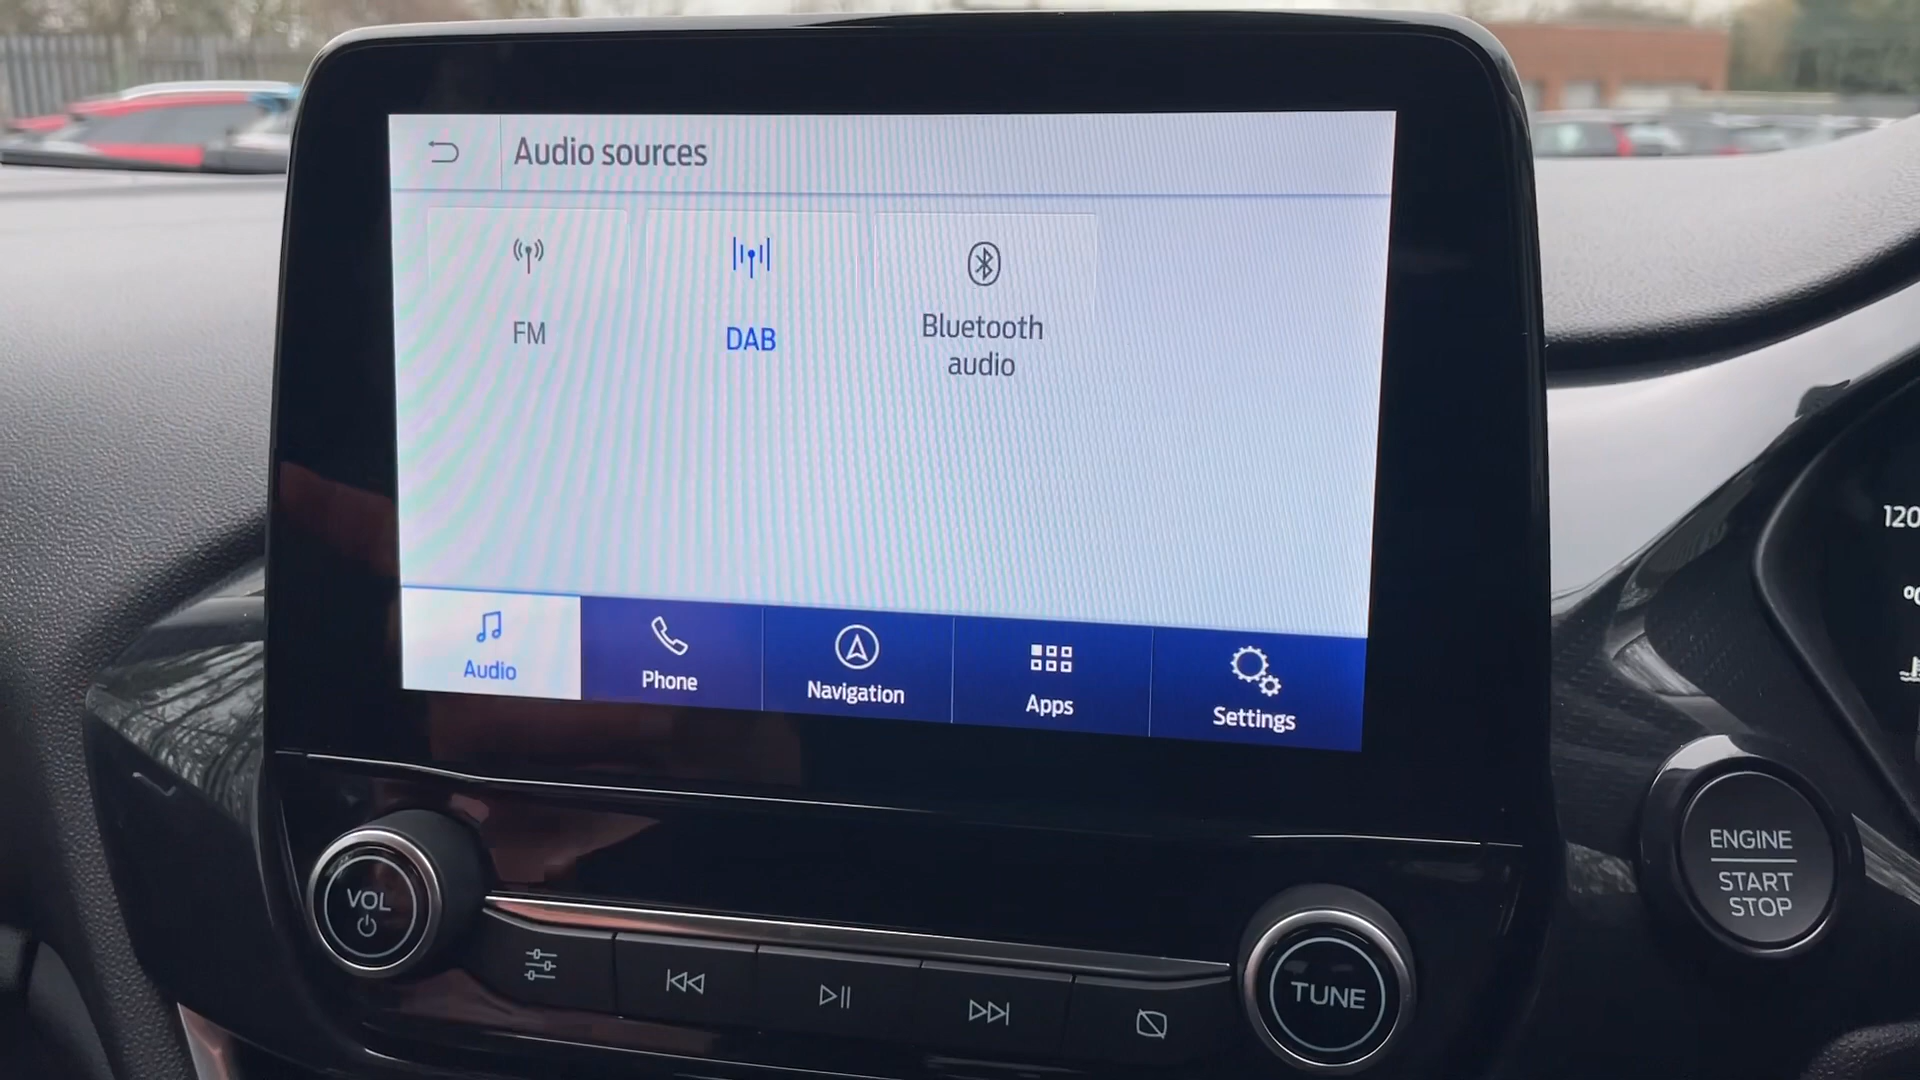 Audio sources
FM
DAB
Bluetooth
audio
Audio
Phone
Navigation
Apps
Settings
120
VOL
TUNE
ENGINE
START
STOP